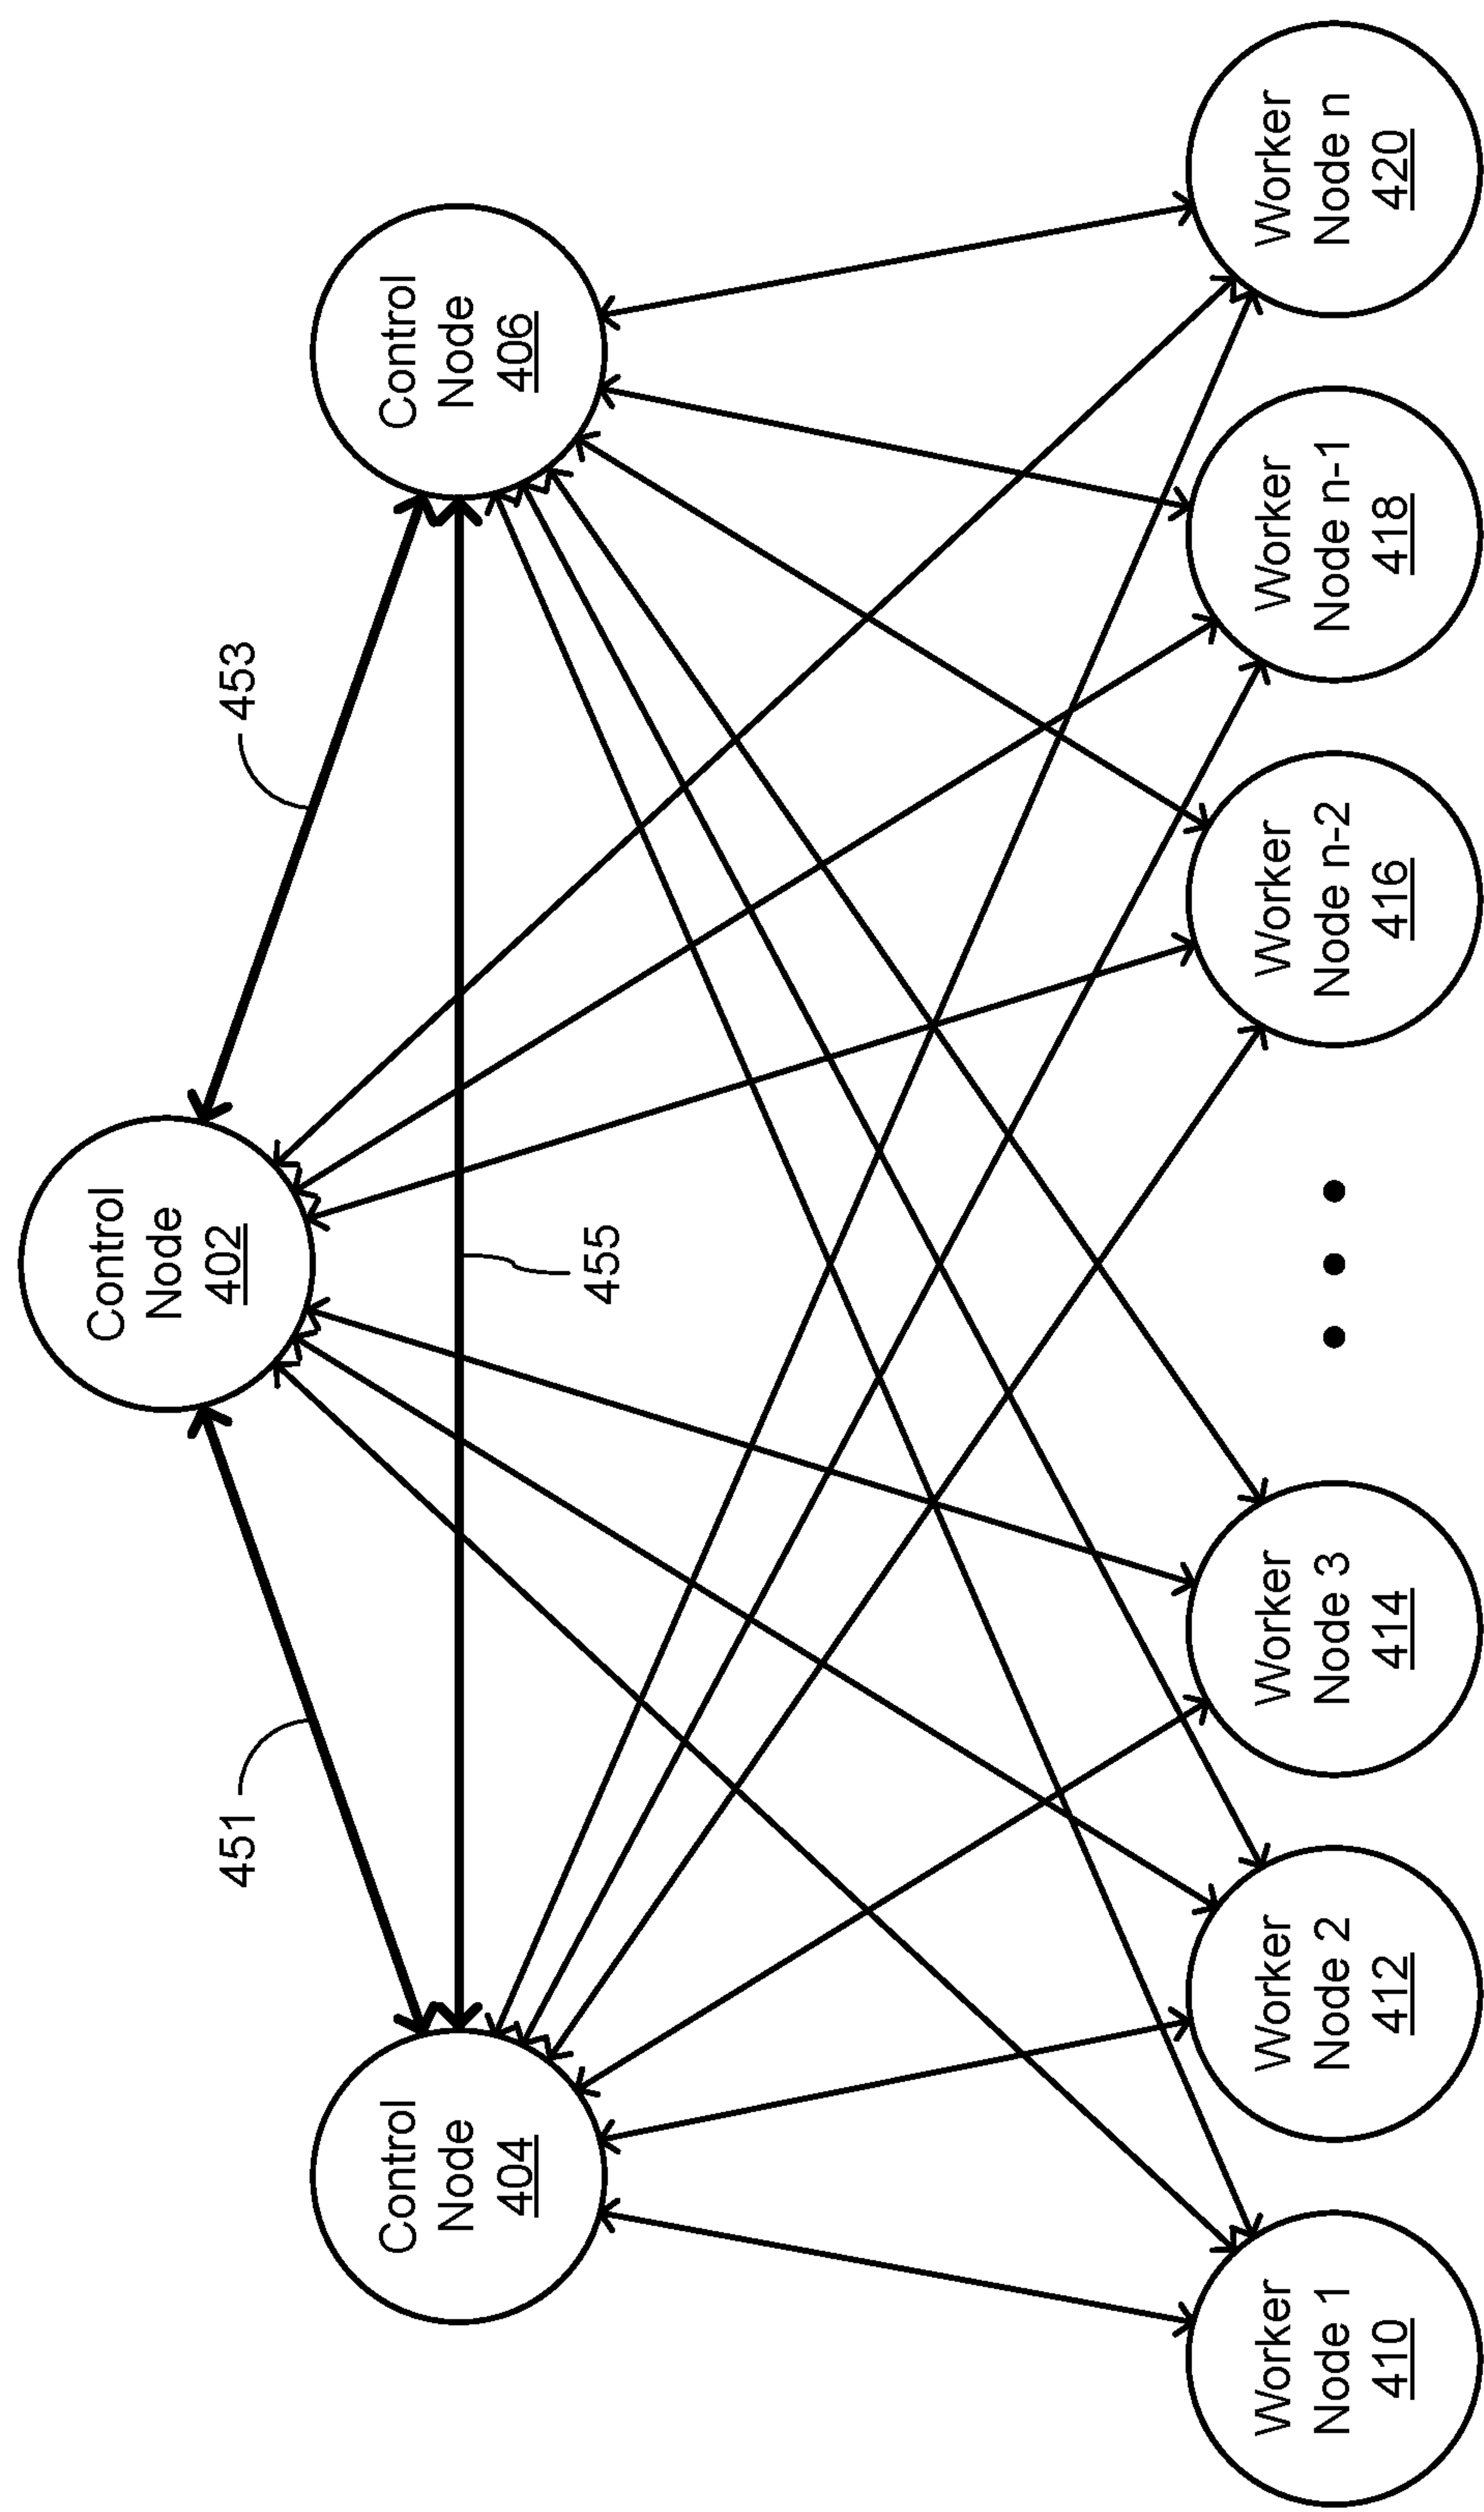 Control
Node
402
451
453
Control
Node
404
Control
Node
406
455
Worker
Node 1
410
Worker
Node 2
412
Worker
Node 3
414
Worker
Node n-2
416
Worker
Node n-1
418
Worker
Node n
420